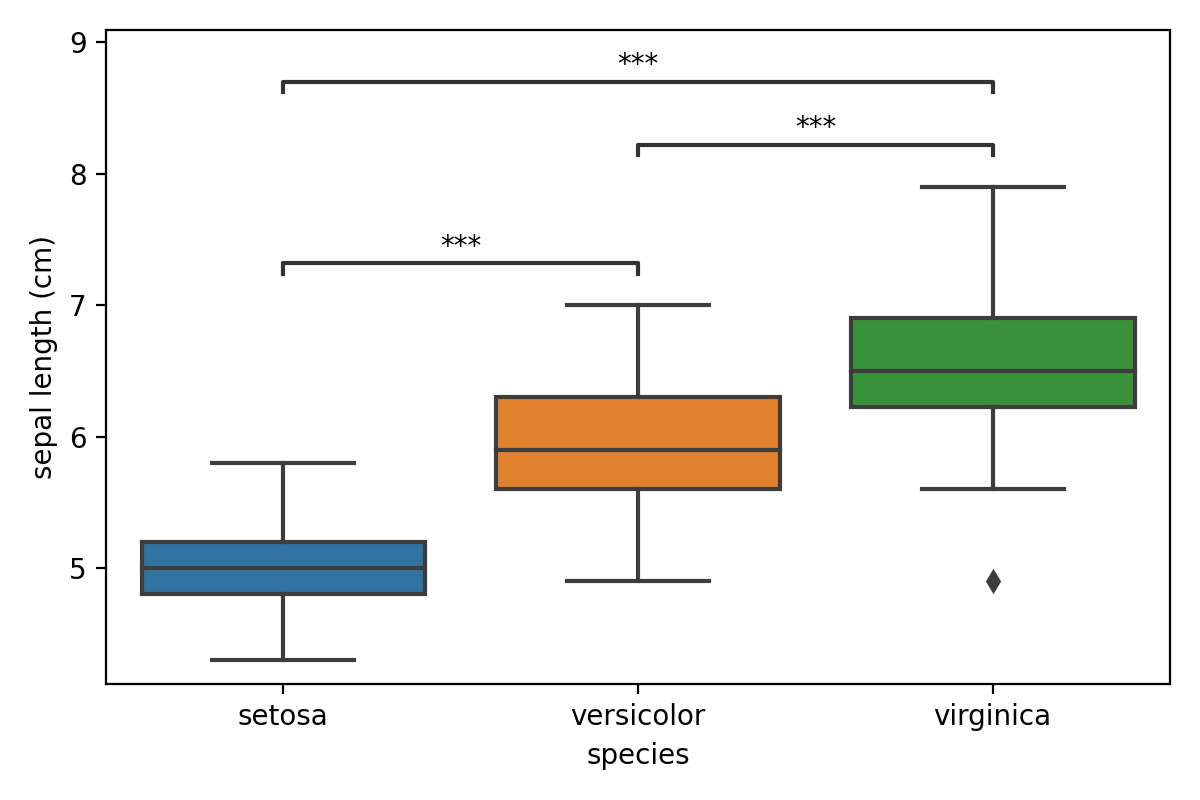 9
***
***
8
***
7
sepal length (cm)
6
5
setosa versicolor virginica
species